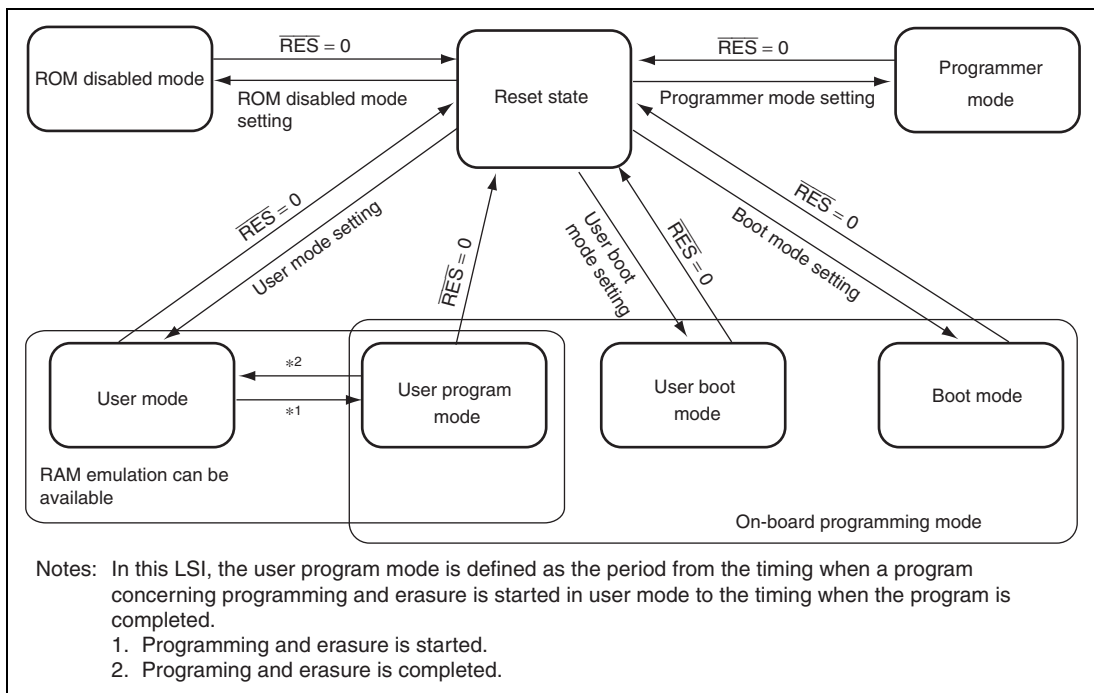 ROM disabled mode
RES = 0
ROM disabled mode
setting
Reset state
RES = 0
Programmer mode setting
Programmer
mode
RES = 0
User mode setting
RES = 0
User boot
mode setting
RES = 0
Boot mode setting
RES = 0
User mode
*2
*1
User program
mode
User boot
mode
Boot mode
RAM emulation can be
available
On-board programming mode
Notes: In this LSI, the user program mode is defined as the period from the timing when a program
concerning programming and erasure is started in user mode to the timing when the program is
completed.
1. Programming and erasure is started.
2. Programing and erasure is completed.